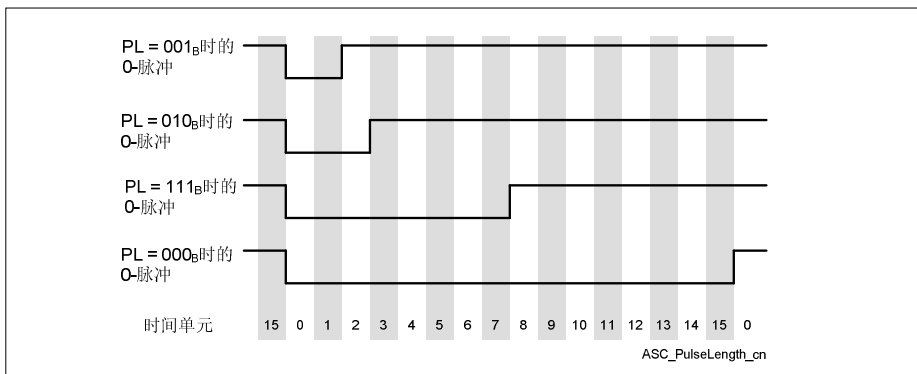 PL = 001B时的
0-脉冲
PL = 010B时的
0-脉冲
PL = 111B时的
0-脉冲
PL = 000B时的
0-脉冲
时间单元 15 0 1 2 3 4 5 6 7 8 9 10 11 12 13 14 15 0
ASC_PulseLength_cn